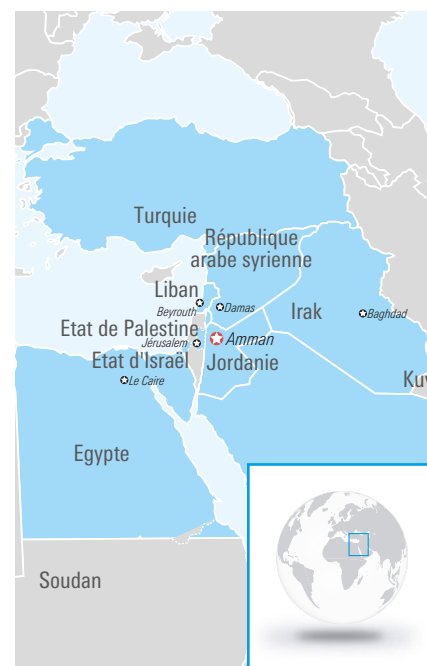 Turquie
République
arabe syrienne
Liban
Beyrouth
Damas
Irak
Baghdad
Etat de Palestine
Jérusalem
Amman
Etat d'Israël
Jordanie
Le Caire
Kuv
Egypte
Soudan